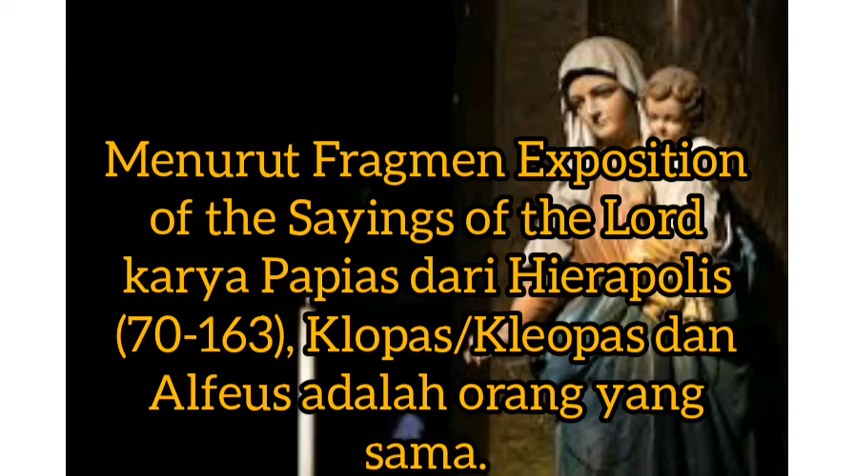 Menurut Fragmen Exposition
of the Sayings of the Lord
karya Papias dari Hierapolis
(70-163), Klopas/Kleopas dan
Alfeus adalah orang yang
sama.